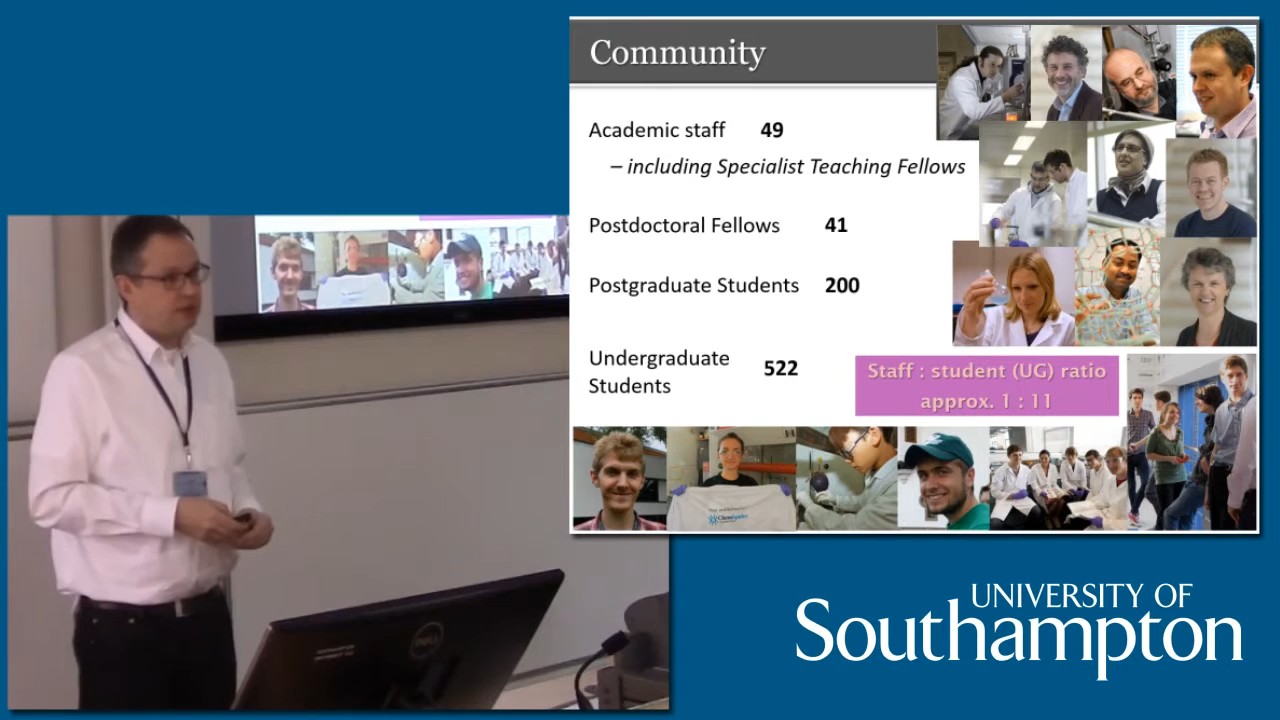 Community
Academic staff 49
– including Specialist Teaching Fellows
Postdoctoral Fellows 41
Postgraduate Students 200
Undergraduate
Students 522
Staff : student (UG) ratio
approx. 1 : 11
DELL
UNIVERSITY OF
Southampton